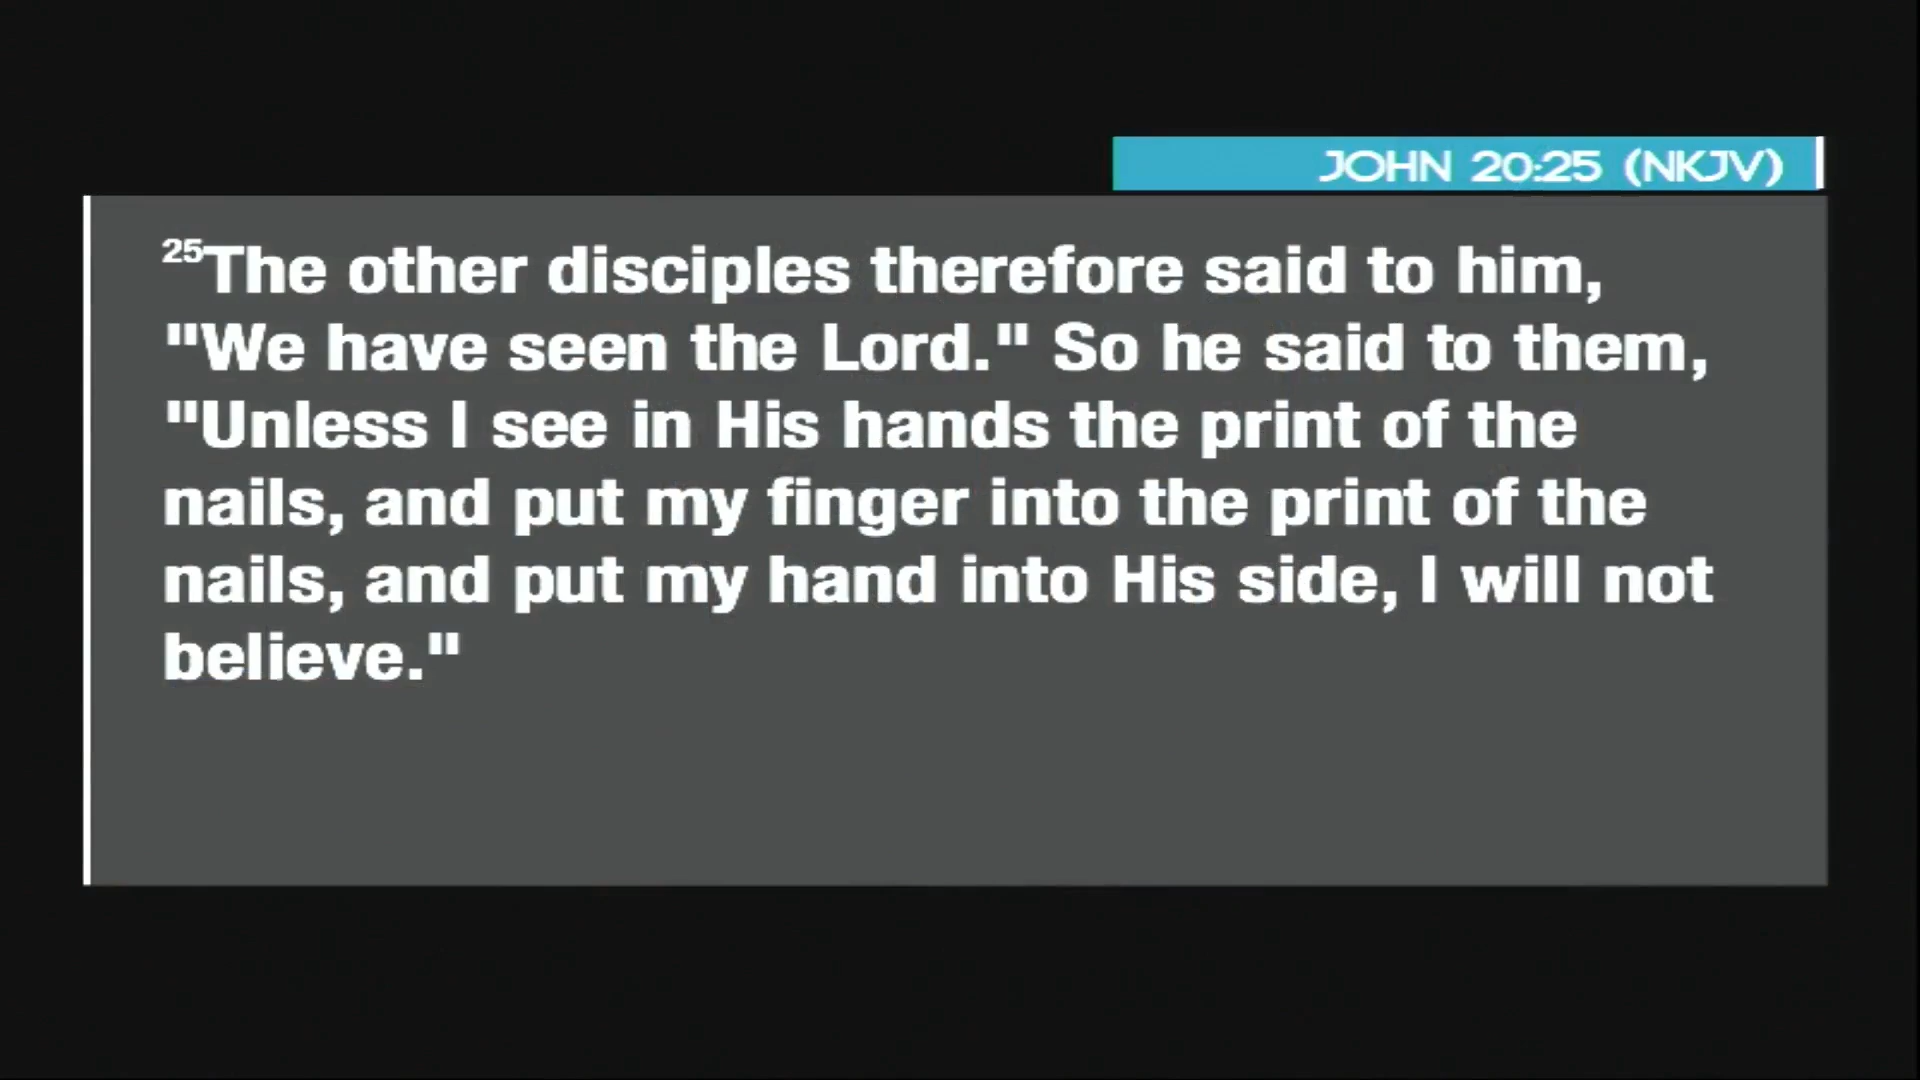 JOHN 20:25 (NKJV)
25The other disciples therefore said to him,
"We have seen the Lord." So he said to them,
"Unless I see in His hands the print of the
nails, and put my finger into the print of the
nails, and put my hand into His side, I will not
believe."